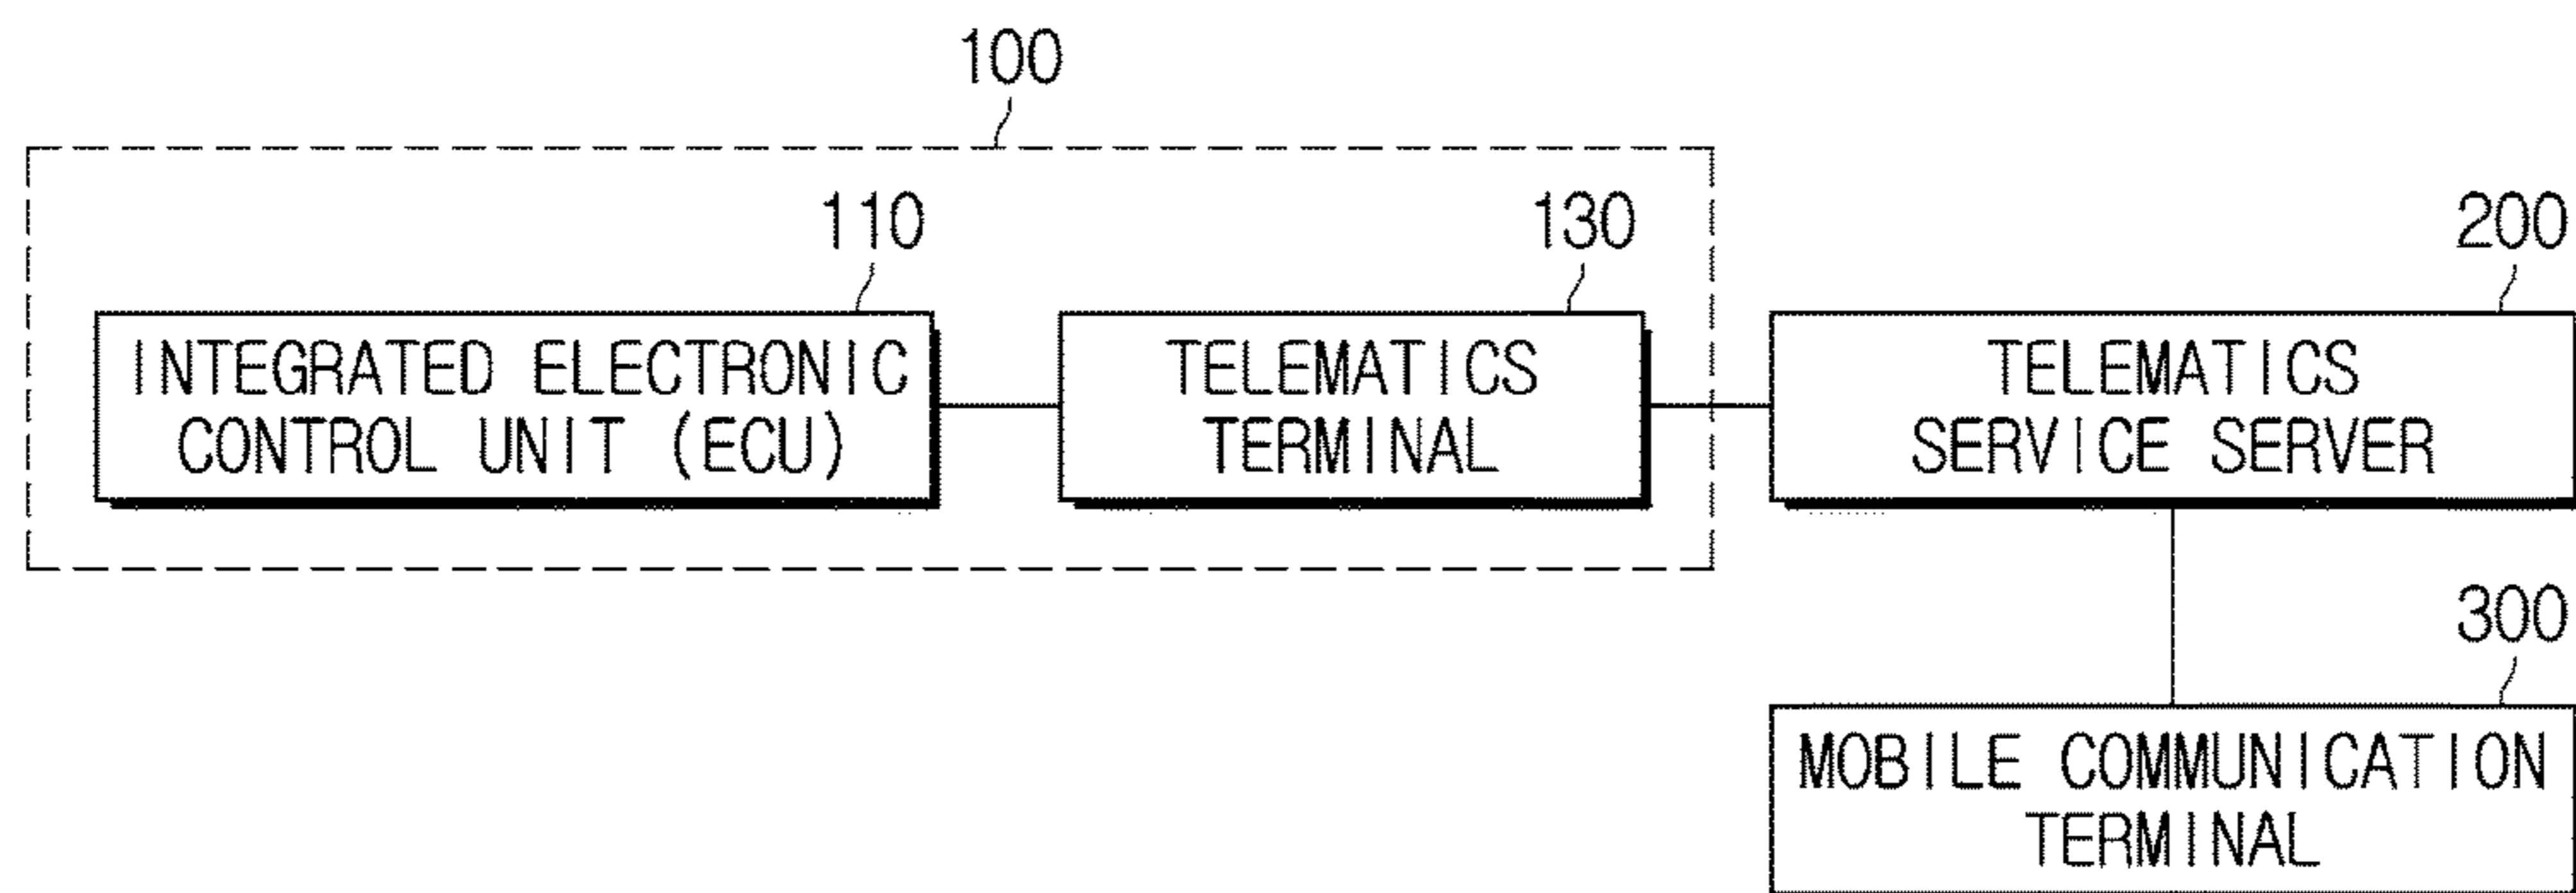 100
110
130
200
INTEGRATED ELECTRONIC
CONTROL UNIT (ECU)
TELEMATICS
TERMINAL
TELEMATICS
SERVICE SERVER
300
MOBILE COMMUNICATION
TERMINAL